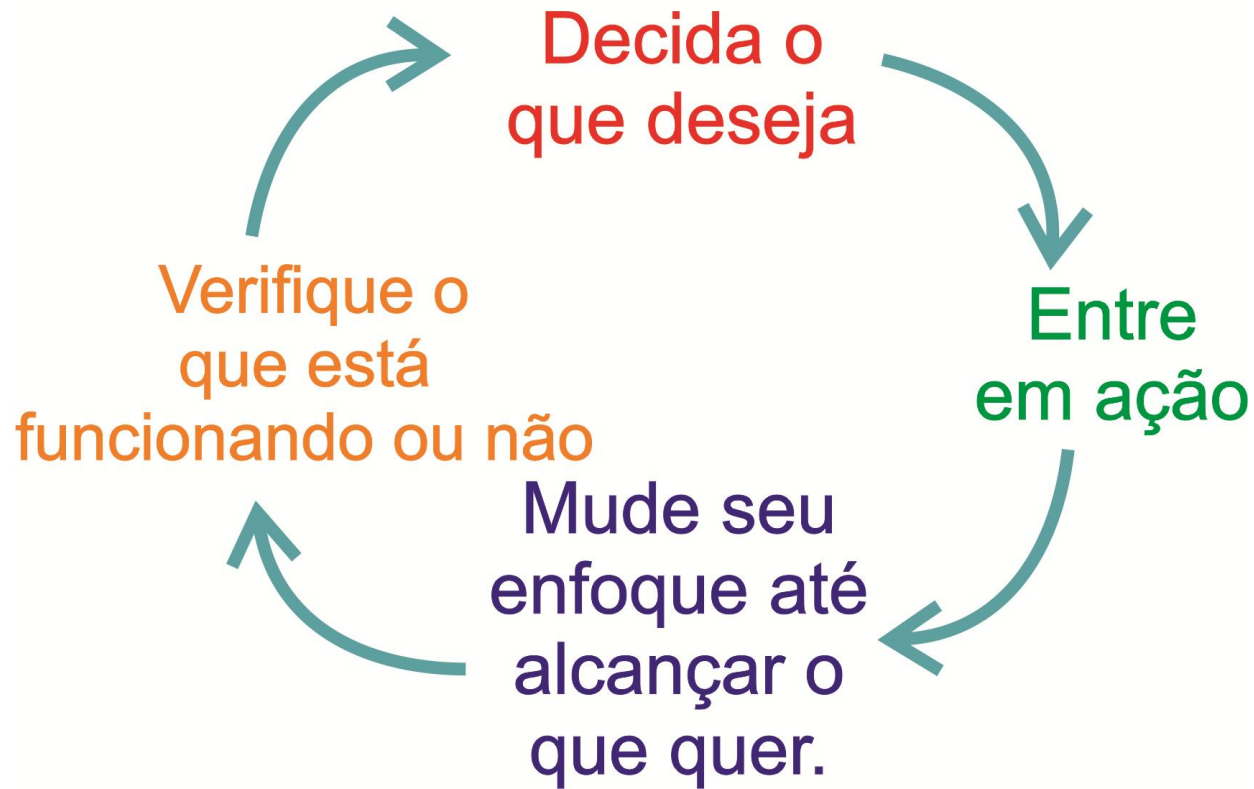 Decida o
que deseja
Entre
em ação
Mude seu
enfoque até
alcançar o
que quer.
Verifique o
que está
funcionando ou não